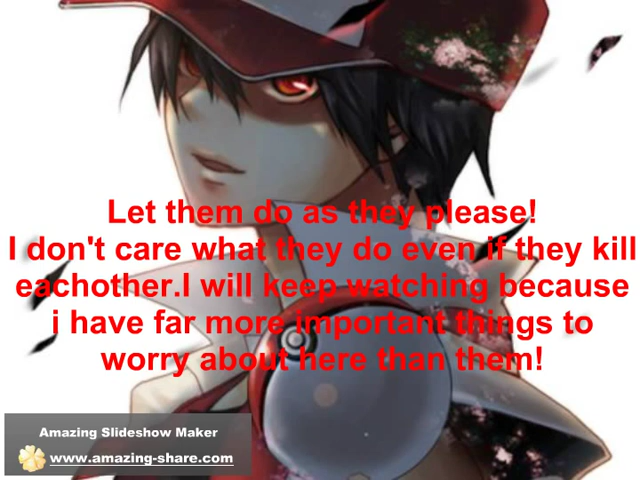 Let them do as they please!
I don't care what they do even if they kill
eachother.I will keep watching because
i have far more important things to
worry about here than them!
Amazing Slideshow Maker
www.amazing-share.com